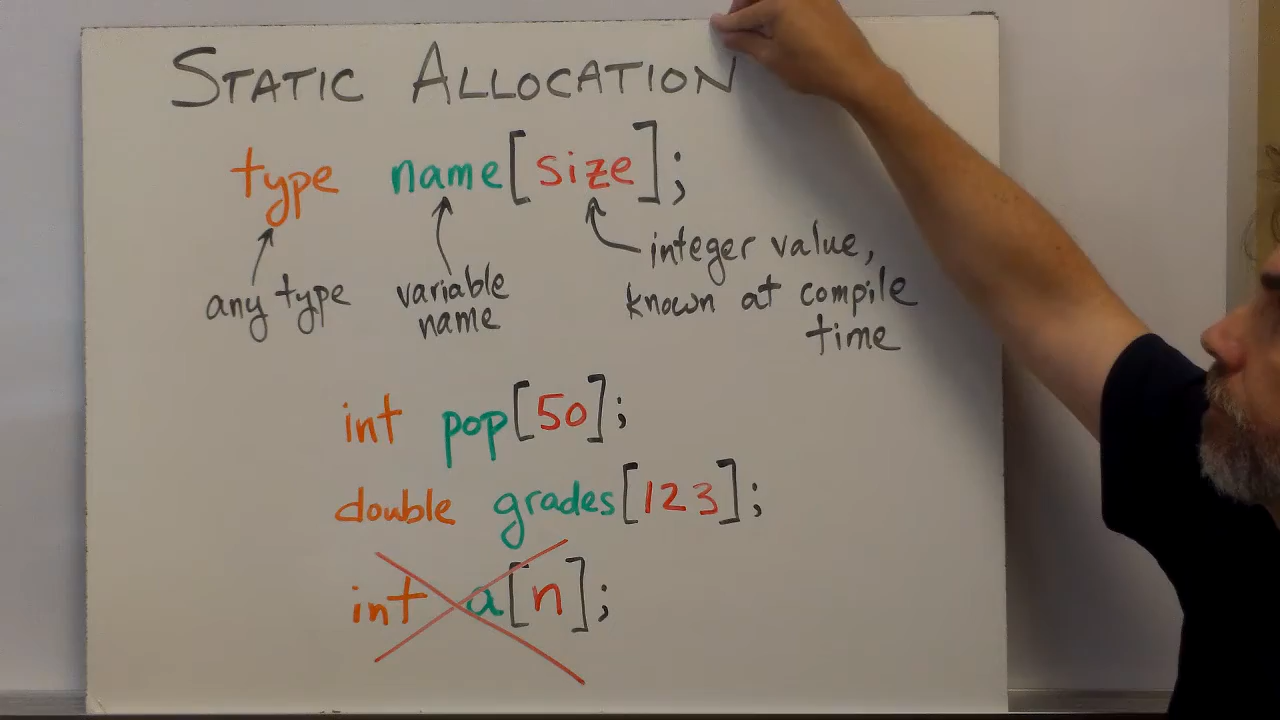 STATIC ALLOCATION
type name[size];
any type
variable name
integer value,
known at compile
time
int pop[50];
double grades[123];
int a[n];